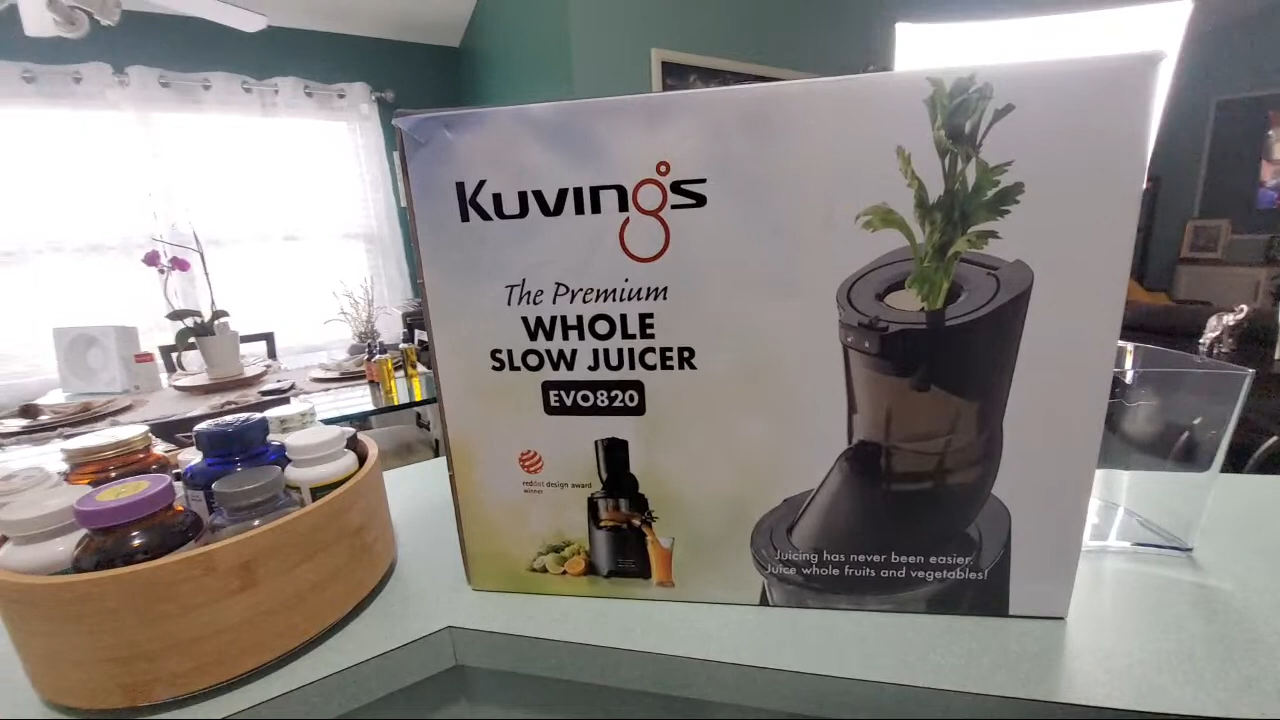 Kuvings
The Premium
WHOLE
SLOW JUICER
EVO820
reddot design award
winner
Juicing has never been easier.
Juice whole fruits and vegetables!